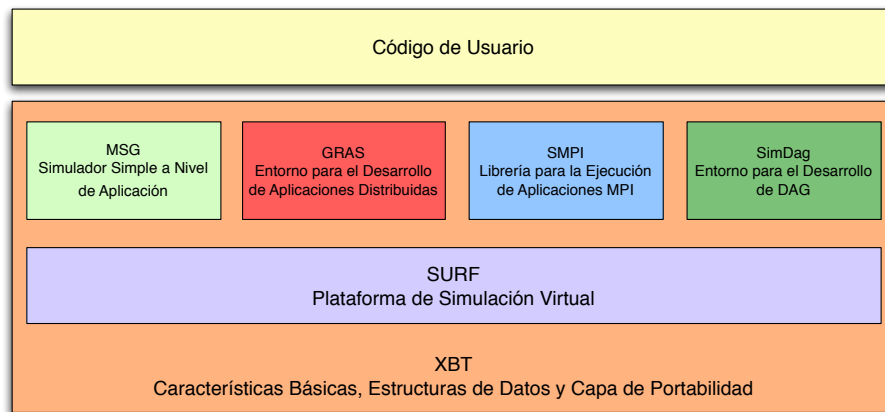 Código de Usuario
MSG
Simulador Simple a Nivel
de Aplicación
GRAS
Entorno para el Desarrollo
de Aplicaciones Distribuidas
SMPI
Librería para la Ejecución
de Aplicaciones MPI
SimDag
Entorno para el Desarrollo
de DAG
SURF
Plataforma de Simulación Virtual
XBT
Características Básicas, Estructuras de Datos y Capa de Portabilidad